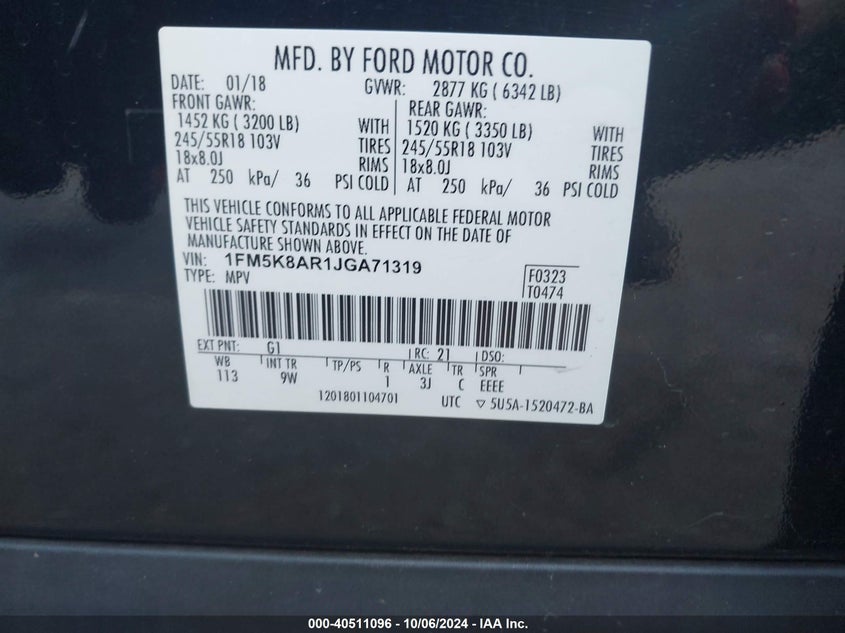 MFD. BY FORD MOTOR CO.
DATE: 01/18 GVWR: 2877 KG ( 6342 LB)
FRONT GAWR: REAR GAWR:
1452 KG ( 3200 LB) WITH 1520 KG ( 3350 LB) WITH
245/55R18 103V TIRES 245/55R18 103V TIRES
18x8.0J RIMS 18x8.0J RIMS
AT 250 kPa/ 36 PSI COLD AT 250 kPa/ 36 PSI COLD
THIS VEHICLE CONFORMS TO ALL APPLICABLE FEDERAL MOTOR
VEHICLE SAFETY STANDARDS IN EFFECT ON THE DATE OF
MANUFACTURE SHOWN ABOVE.
VIN: 1FM5K8AR1JGA71319
TYPE: MPV
F0323
T0474
EXT PNT: G1 RC: 21 DSO:
WB INT TR TP/PS R AXLE TR SPR
113 9W 1 3J C EEEE
1201801104701 UTC ▽ 5U5A-1520472-BA
000-40511096 - 10/06/2024 - IAA Inc.